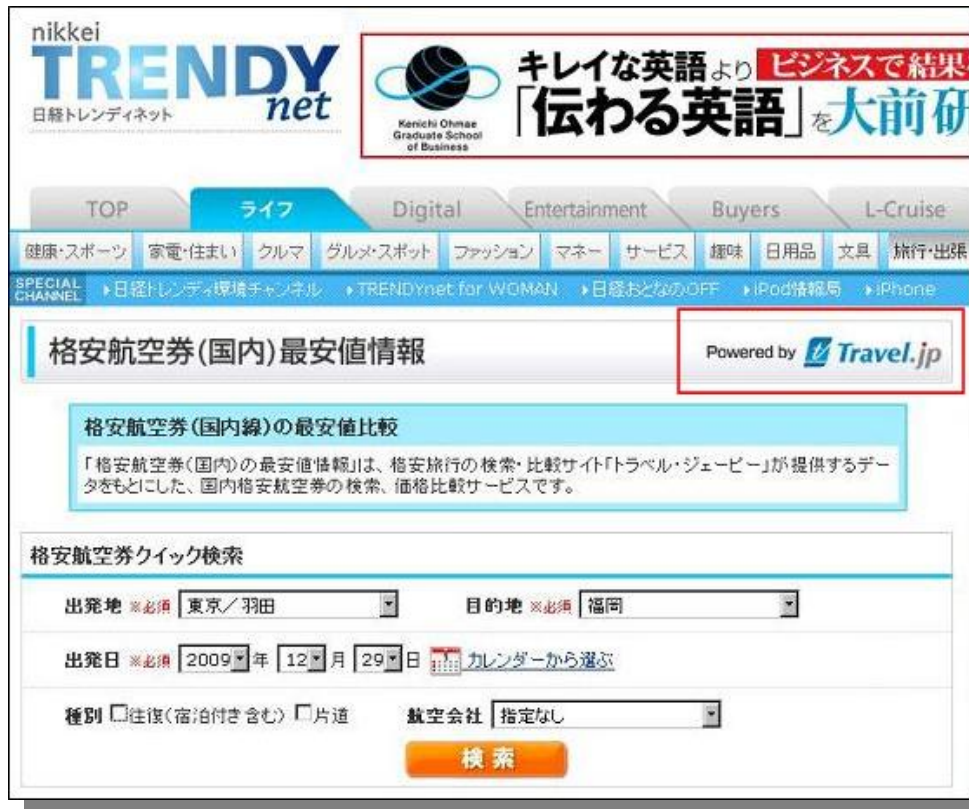 nikkei
TRENDY
net
日経トレンディネット
Kenichi Ohmae
Graduate School
of Business
キレイな英語より ビジネスで結果
「伝わる英語」を大前研
TOP ライフ Digital Entertainment Buyers L-Cruise
健康・スポーツ 家電・住まい クルマ グルメ・スポット ファッション マネー サービス 趣味 日用品 文具 旅行・出張
SPECIAL CHANNEL 日経トレンディ環境チャンネル TRENDYnet for WOMAN 日経おとなのOFF iPod情報局 iPhone
格安航空券(国内)最安値情報 Powered by Travel.jp
格安航空券(国内線)の最安値比較
「格安航空券(国内)の最安値情報」は、格安旅行の検索・比較サイト「トラベル・ジェーピー」が提供するデー
タをもとにした、国内格安航空券の検索、価格比較サービスです。
格安航空券クイック検索
出発地 ※必須 東京/羽田 目的地 ※必須 福岡
出発日 ※必須 2009 年 12 月 29 日 カレンダーから選ぶ
種別 往復(宿泊付き含む) 片道 航空会社 指定なし
検索